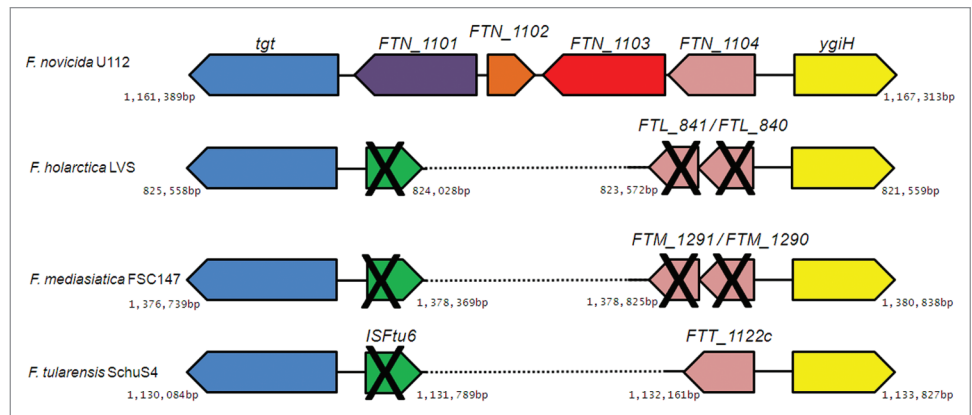 tgt FTN_1101 FTN_1102 FTN_1103 FTN_1104 ygiH
F. novicida U112
1,161,389bp 1,167,313bp
FTL_841/FTL_840
F. holarctica LVS
825,558bp 824,028bp 823,572bp 821,559bp
FTM_1291/FTM_1290
F. mediasiatica FSC147
1,376,739bp 1,378,369bp 1,378,825bp 1,380,838bp
ISFtu6 FTT_1122c
F. tularensis SchuS4
1,130,084bp 1,131,789bp 1,132,161bp 1,133,827bp